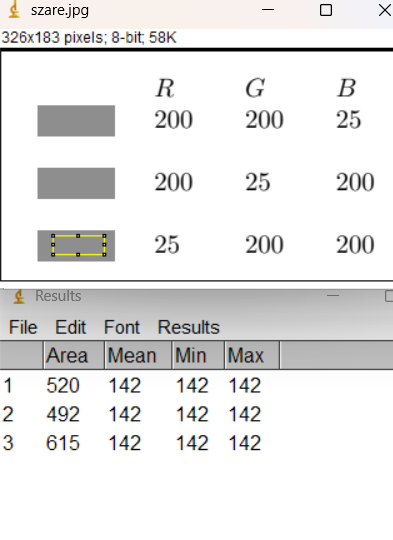 szare.jpg
326x183 pixels; 8-bit; 58K
R G B
200 200 25
200 25 200
25 200 200
Results
File Edit Font Results
Area Mean Min Max
1 520 142 142 142
2 492 142 142 142
3 615 142 142 142